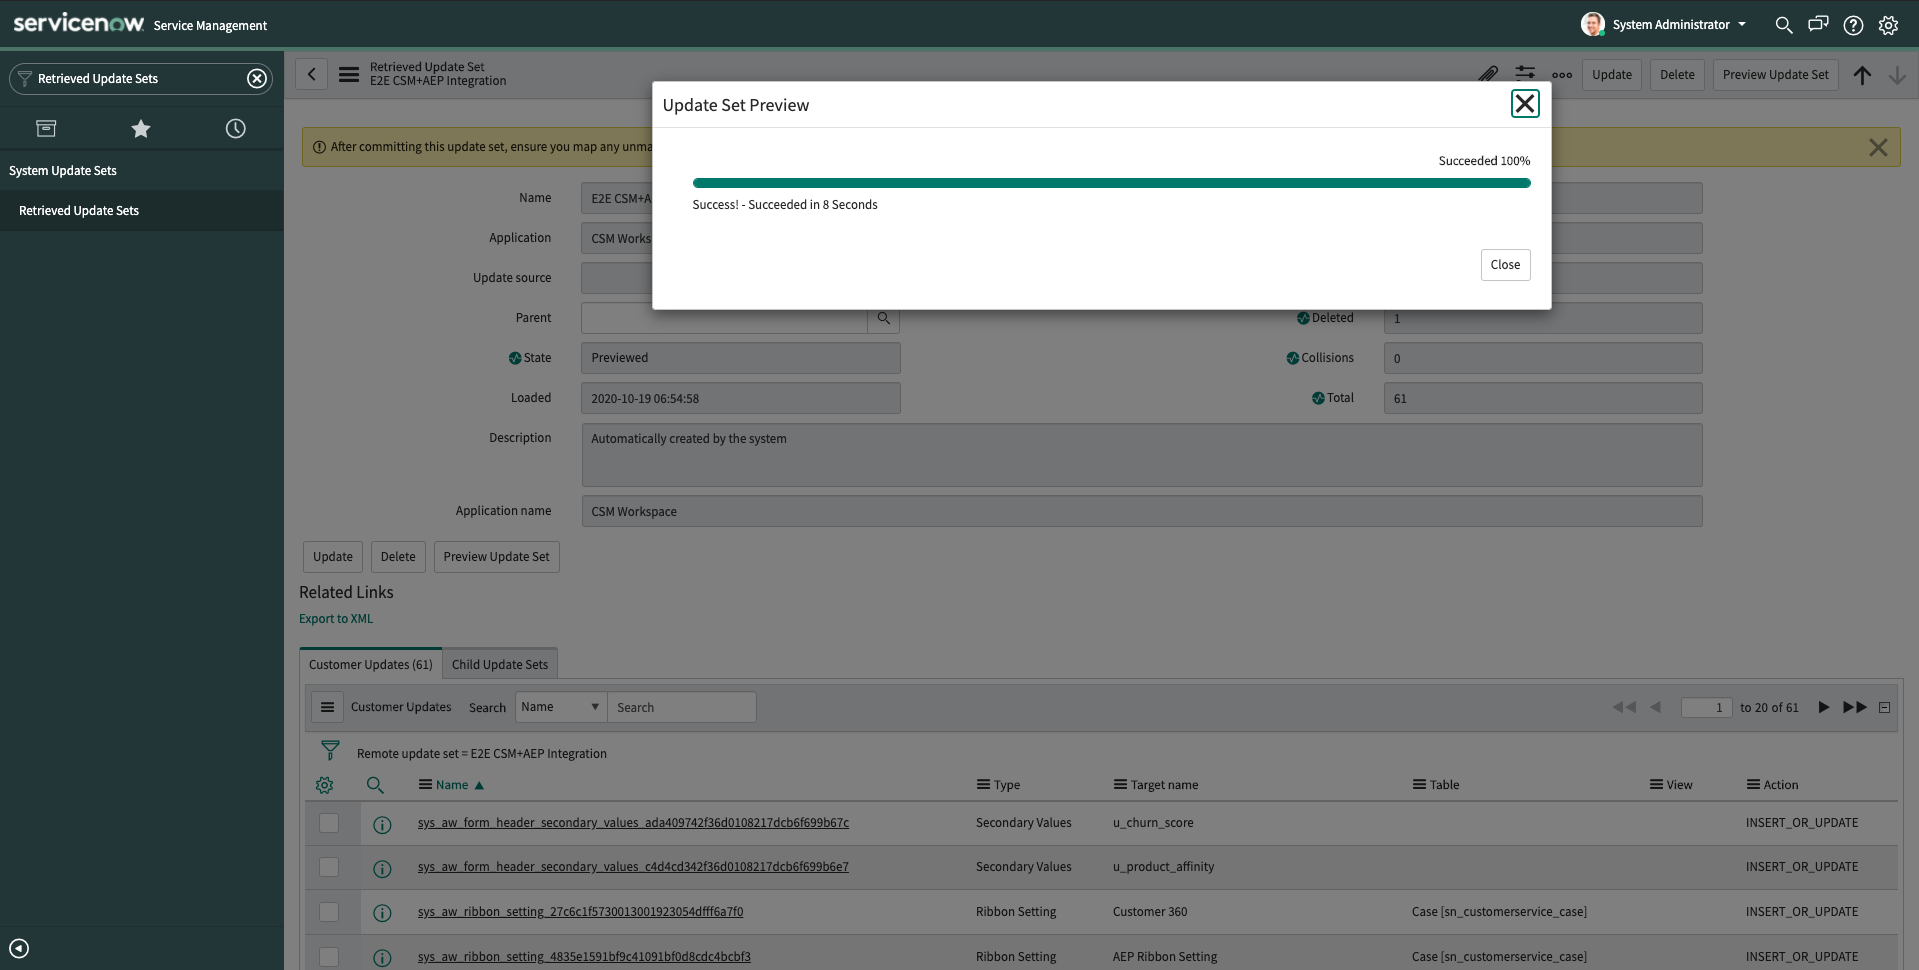 servicenow Service Management
System Administrator
Retrieved Update Sets
System Update Sets
Retrieved Update Sets
Retrieved Update Set
E2E CSM+AEP Integration
Update Delete Preview Update Set
After committing this update set, ensure you map any unma
Update Set Preview
Succeeded 100%
Success! - Succeeded in 8 Seconds
Close
Name E2E CSM+A
Application CSM Works
Update source
Parent
Deleted 1
State Previewed
Collisions 0
Loaded 2020-10-19 06:54:58
Total 61
Description Automatically created by the system
Application name CSM Workspace
Update Delete Preview Update Set
Related Links
Export to XML
Customer Updates (61) Child Update Sets
Customer Updates Search Name Search 1 to 20 of 61
Remote update set = E2E CSM+AEP Integration
Name Type Target name Table View Action
sys_aw_form_header_secondary_values_ada409742f36d0108217dcb6f699b67c Secondary Values u_churn_score INSERT_OR_UPDATE
sys_aw_form_header_secondary_values_c4d4cd342f36d0108217dcb6f699b6e7 Secondary Values u_product_affinity INSERT_OR_UPDATE
sys_aw_ribbon_setting_27c6c1f5730013001923054dfff6a7f0 Ribbon Setting Customer 360 Case [sn_customerservice_case] INSERT_OR_UPDATE
sys_aw_ribbon_setting_4835e1591bf9c41091bf0d8cdc4bcbf3 Ribbon Setting AEP Ribbon Setting Case [sn_customerservice_case] INSERT_OR_UPDATE